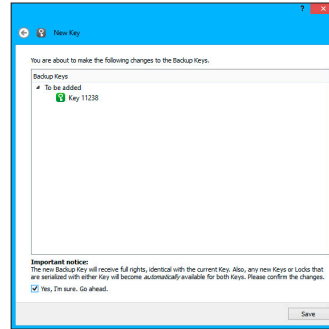 ?
New Key
You are about to make the following changes to the Backup Keys.
Backup Keys
To be added
Key 11238
Important notice:
The new Backup Key will receive full rights, identical with the current Key. Also, any new Keys or Locks that
are serialized with either Key will become automatically available for both Keys. Please confirm the changes.
Yes, I'm sure. Go ahead.
Save